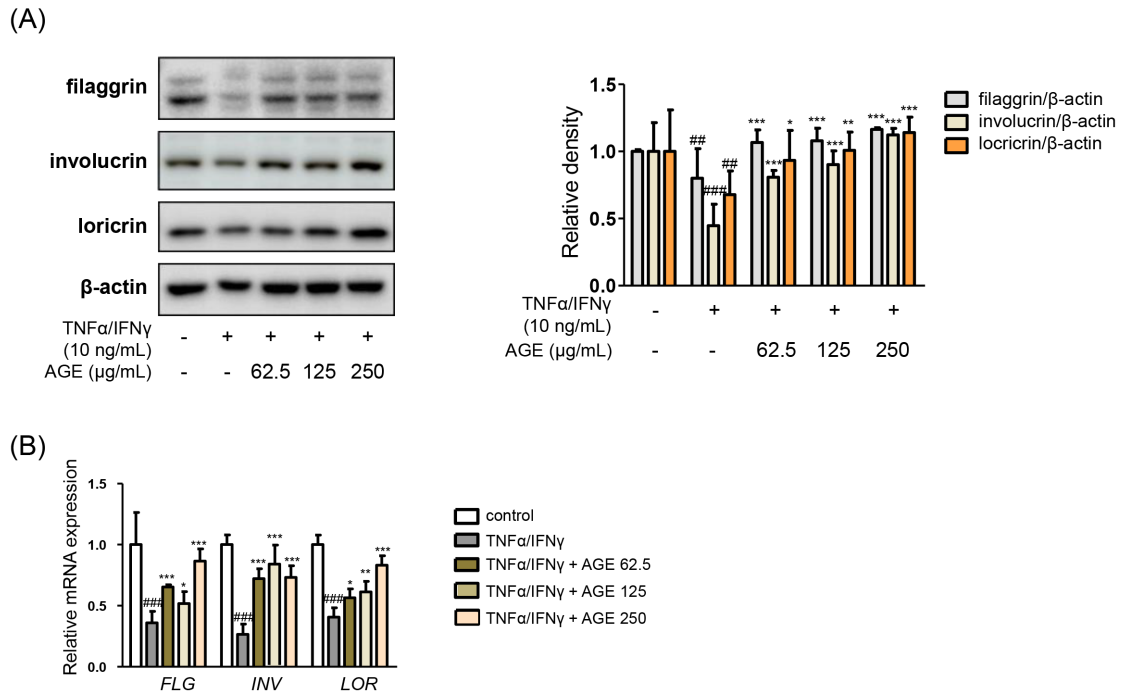 (A)
filaggrin
involucrin
loricrin
β-actin
TNFα/IFNγ
(10 ng/mL)
- + + + +
AGE (μg/mL)
- - 62.5 125 250
Relative density
1.5
1.0
0.5
0.0
## ### ##
*** *** *
*** *** **
*** *** ***
filaggrin/β-actin
involucrin/β-actin
locricrin/β-actin
TNFα/IFNγ
(10 ng/mL)
- + + + +
AGE (μg/mL)
- - 62.5 125 250
(B)
Relative mRNA expression
1.5
1.0
0.5
0.0
### *** * ***
### *** *** ***
### * ** ***
FLG INV LOR
control
TNFα/IFNγ
TNFα/IFNγ + AGE 62.5
TNFα/IFNγ + AGE 125
TNFα/IFNγ + AGE 250